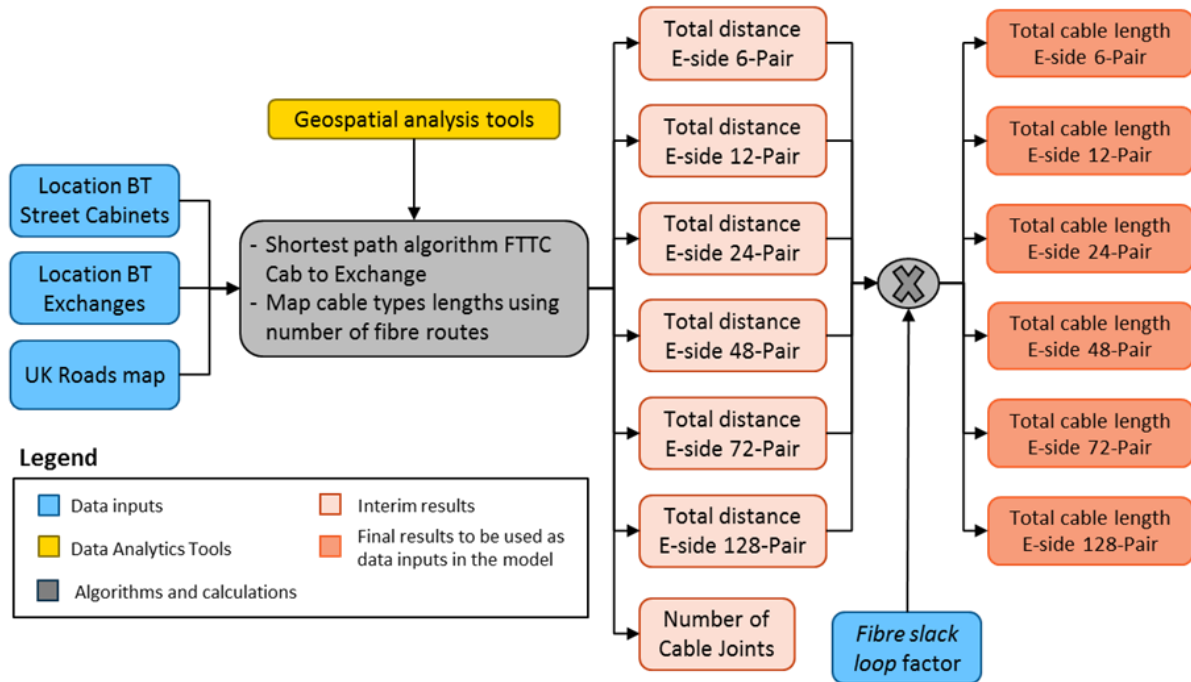 Geospatial analysis tools
Location BT
Street Cabinets
Location BT
Exchanges
UK Roads map
- Shortest path algorithm FTTC
Cab to Exchange
- Map cable types lengths using
number of fibre routes
Total distance
E-side 6-Pair
Total distance
E-side 12-Pair
Total distance
E-side 24-Pair
Total distance
E-side 48-Pair
Total distance
E-side 72-Pair
Total distance
E-side 128-Pair
Number of
Cable Joints
X
Fibre slack
loop factor
Total cable length
E-side 6-Pair
Total cable length
E-side 12-Pair
Total cable length
E-side 24-Pair
Total cable length
E-side 48-Pair
Total cable length
E-side 72-Pair
Total cable length
E-side 128-Pair
Legend
Data inputs
Data Analytics Tools
Algorithms and calculations
Interim results
Final results to be used as
data inputs in the model